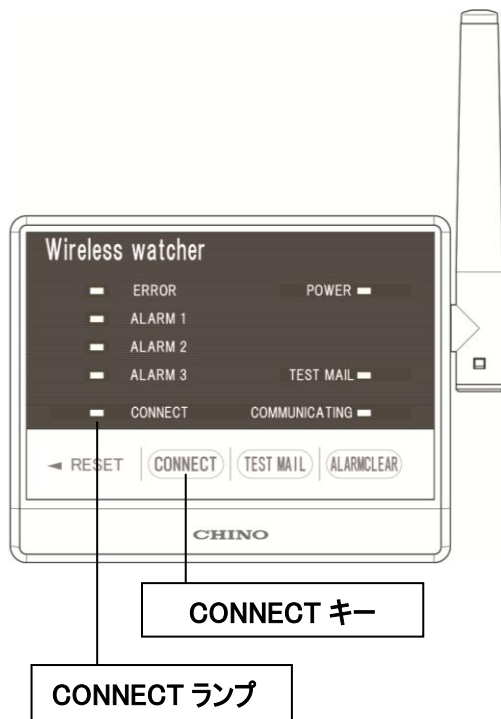 Wireless watcher
ERROR POWER
ALARM 1
ALARM 2
ALARM 3 TEST MAIL
CONNECT COMMUNICATING
◄ RESET CONNECT TEST MAIL ALARMCLEAR
CHINO
CONNECT キー
CONNECT ランプ